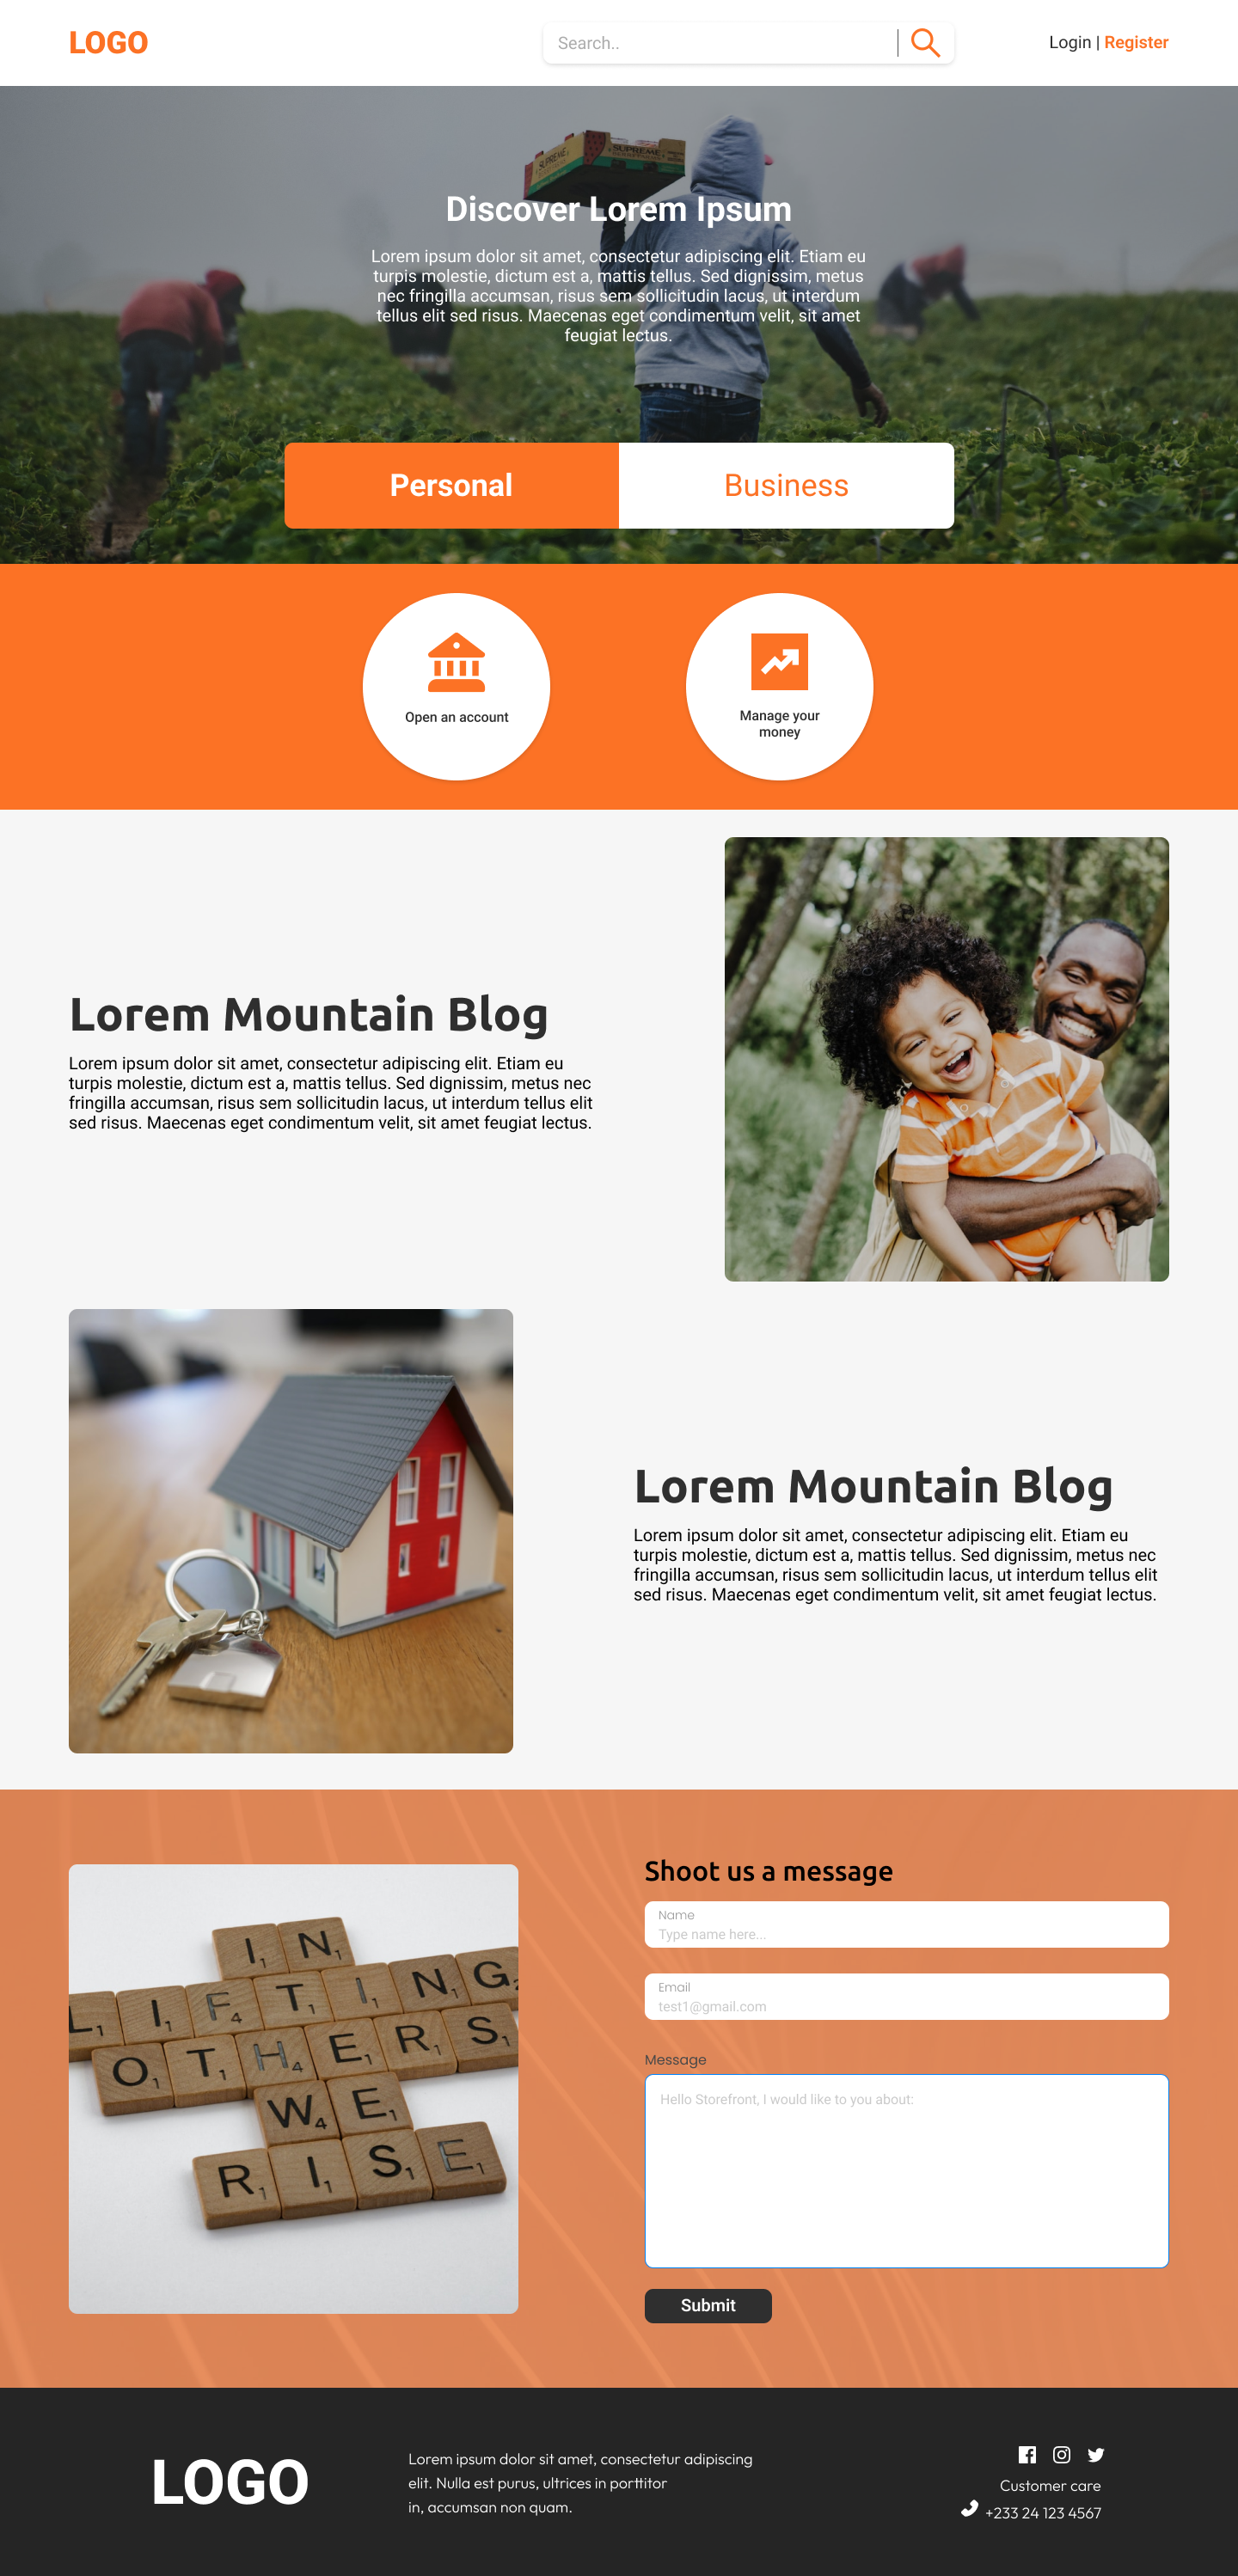 LOGO
Search..
Login | Register
SUPREME
SUPREME
Discover Lorem Ipsum
Lorem ipsum dolor sit amet, consectetur adipiscing elit. Etiam eu
turpis molestie, dictum est a, mattis tellus. Sed dignissim, metus
nec fringilla accumsan, risus sem sollicitudin lacus, ut interdum
tellus elit sed risus. Maecenas eget condimentum velit, sit amet
feugiat lectus.
Personal
Business
Open an account
Manage your
money
Lorem Mountain Blog
Lorem ipsum dolor sit amet, consectetur adipiscing elit. Etiam eu
turpis molestie, dictum est a, mattis tellus. Sed dignissim, metus nec
fringilla accumsan, risus sem sollicitudin lacus, ut interdum tellus elit
sed risus. Maecenas eget condimentum velit, sit amet feugiat lectus.
Lorem Mountain Blog
Lorem ipsum dolor sit amet, consectetur adipiscing elit. Etiam eu
turpis molestie, dictum est a, mattis tellus. Sed dignissim, metus nec
fringilla accumsan, risus sem sollicitudin lacus, ut interdum tellus elit
sed risus. Maecenas eget condimentum velit, sit amet feugiat lectus.
IN
LIFTING
OTHERS
WE
RISE
Shoot us a message
Name
Type name here...
Email
test1@gmail.com
Message
Hello Storefront, I would like to you about:
Submit
LOGO
Lorem ipsum dolor sit amet, consectetur adipiscing
elit. Nulla est purus, ultrices in porttitor
in, accumsan non quam.
Customer care
+233 24 123 4567